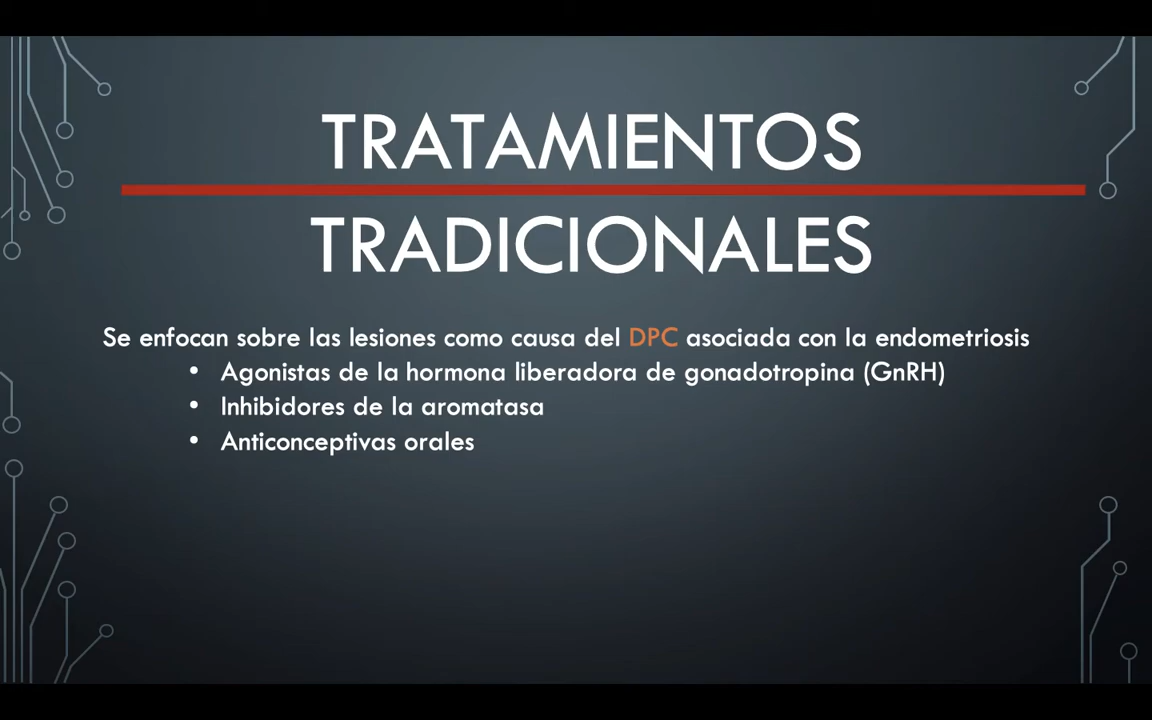 TRATAMIENTOS
TRADICIONALES
Se enfocan sobre las lesiones como causa del DPC asociada con la endometriosis
• Agonistas de la hormona liberadora de gonadotropina (GnRH)
• Inhibidores de la aromatasa
• Anticonceptivas orales